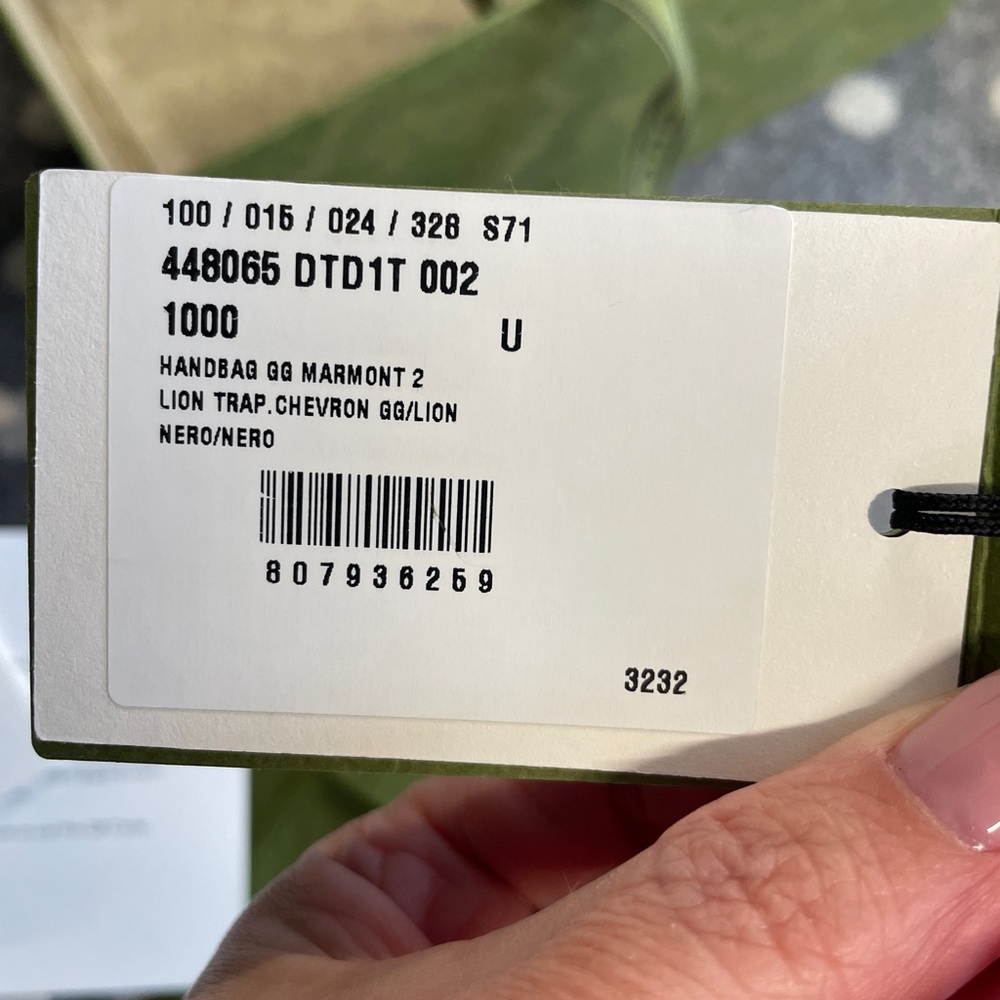 100 / 015 / 024 / 328 S71
448065 DTD1T 002
1000 U
HANDBAG GG MARMONT 2
LION TRAP.CHEVRON GG/LION
NERO/NERO
807936259
3232